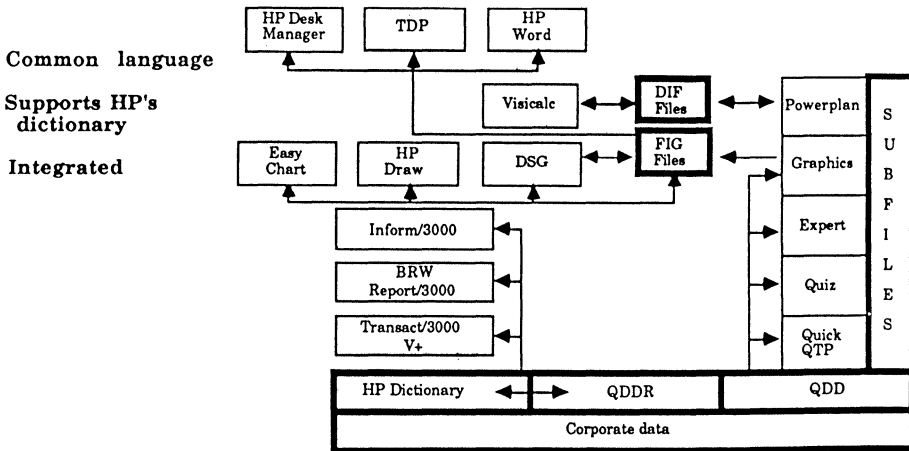 HP Desk
Manager
TDP
HP
Word
Common language
Supports HP's
dictionary
Integrated
Visicalc
DIF
Files
Powerplan
Easy
Chart
HP
Draw
DSG
FIG
Files
Graphics
Inform/3000
Expert
BRW
Report/3000
Quiz
Transact/3000
V+
Quick
QTP
S
U
B
F
I
L
E
S
HP Dictionary
QDDR
QDD
Corporate data